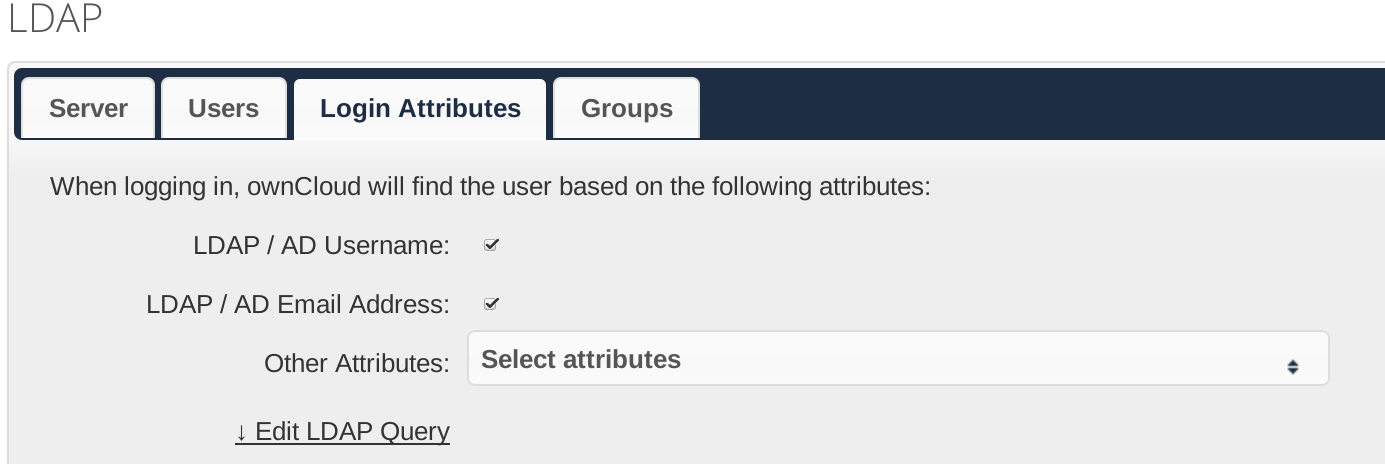 LDAP
Server Users Login Attributes Groups
When logging in, ownCloud will find the user based on the following attributes:
LDAP / AD Username:
LDAP / AD Email Address:
Other Attributes: Select attributes
↓ Edit LDAP Query